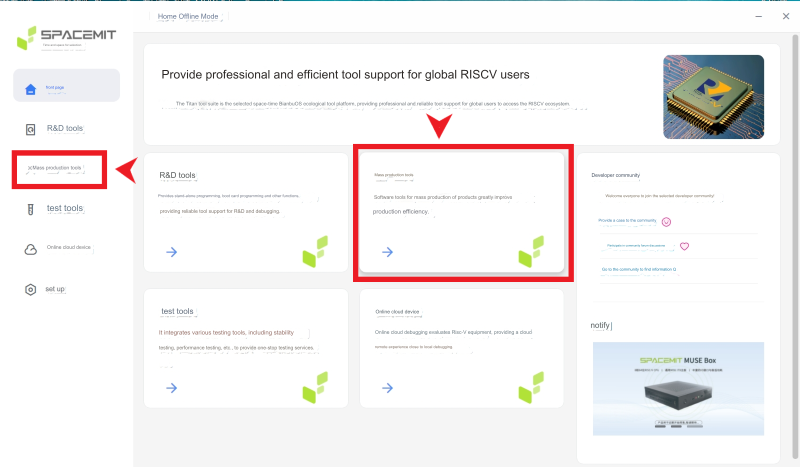 Home Offline Mode
SPACEMIT
front page
R&D tools
Mass production tools
test tools
Online cloud device
set up
Provide professional and efficient tool support for global RISCV users
The Titan tool suite is the selected space-time BianbuOS ecological tool platform, providing professional and reliable tool support for global users to access the RISCV ecosystem.
R&D tools
Provides stand-alone programming, local card programming and other functions,
providing reliable tool support for R&D and debugging.
Mass production tools
Software tools for mass production of products greatly improve
production efficiency.
test tools
It integrates various testing tools, including stability
testing, performance testing, etc., to provide one-stop testing services
Online cloud device
Online cloud debugging evaluates Risc-V equipment, providing a cloud
remote experience close to local debugging
Developer community
Welcome everyone to join the selected developer community!
Provide a case to the community
Participate in community forum discussions
Go to the community to find information Q
notify
SPACEMIT MUSE Box